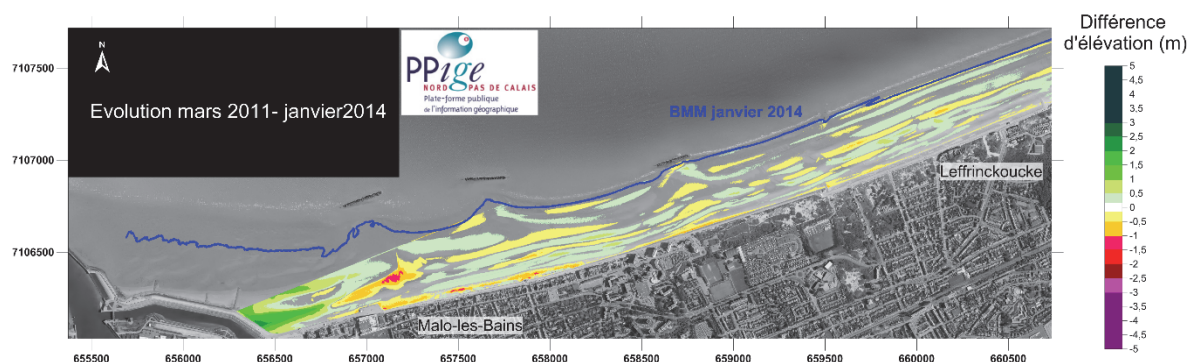 Différence
d'élévation (m)
N
Evolution mars 2011- janvier2014
PPige
NORD PAS DE CALAIS
Plate-forme publique
de l'information géographique
BMM janvier 2014
Leffrinckoucke
Malo-les-Bains
7107500
7107000
7106500
655500 656000 656500 657000 657500 658000 658500 659000 659500 660000 660500
5
4,5
4
3,5
3
2,5
2
1,5
1
0,5
0
-0,5
-1
-1,5
-2
-2,5
-3
-3,5
-4
-4,5
-5